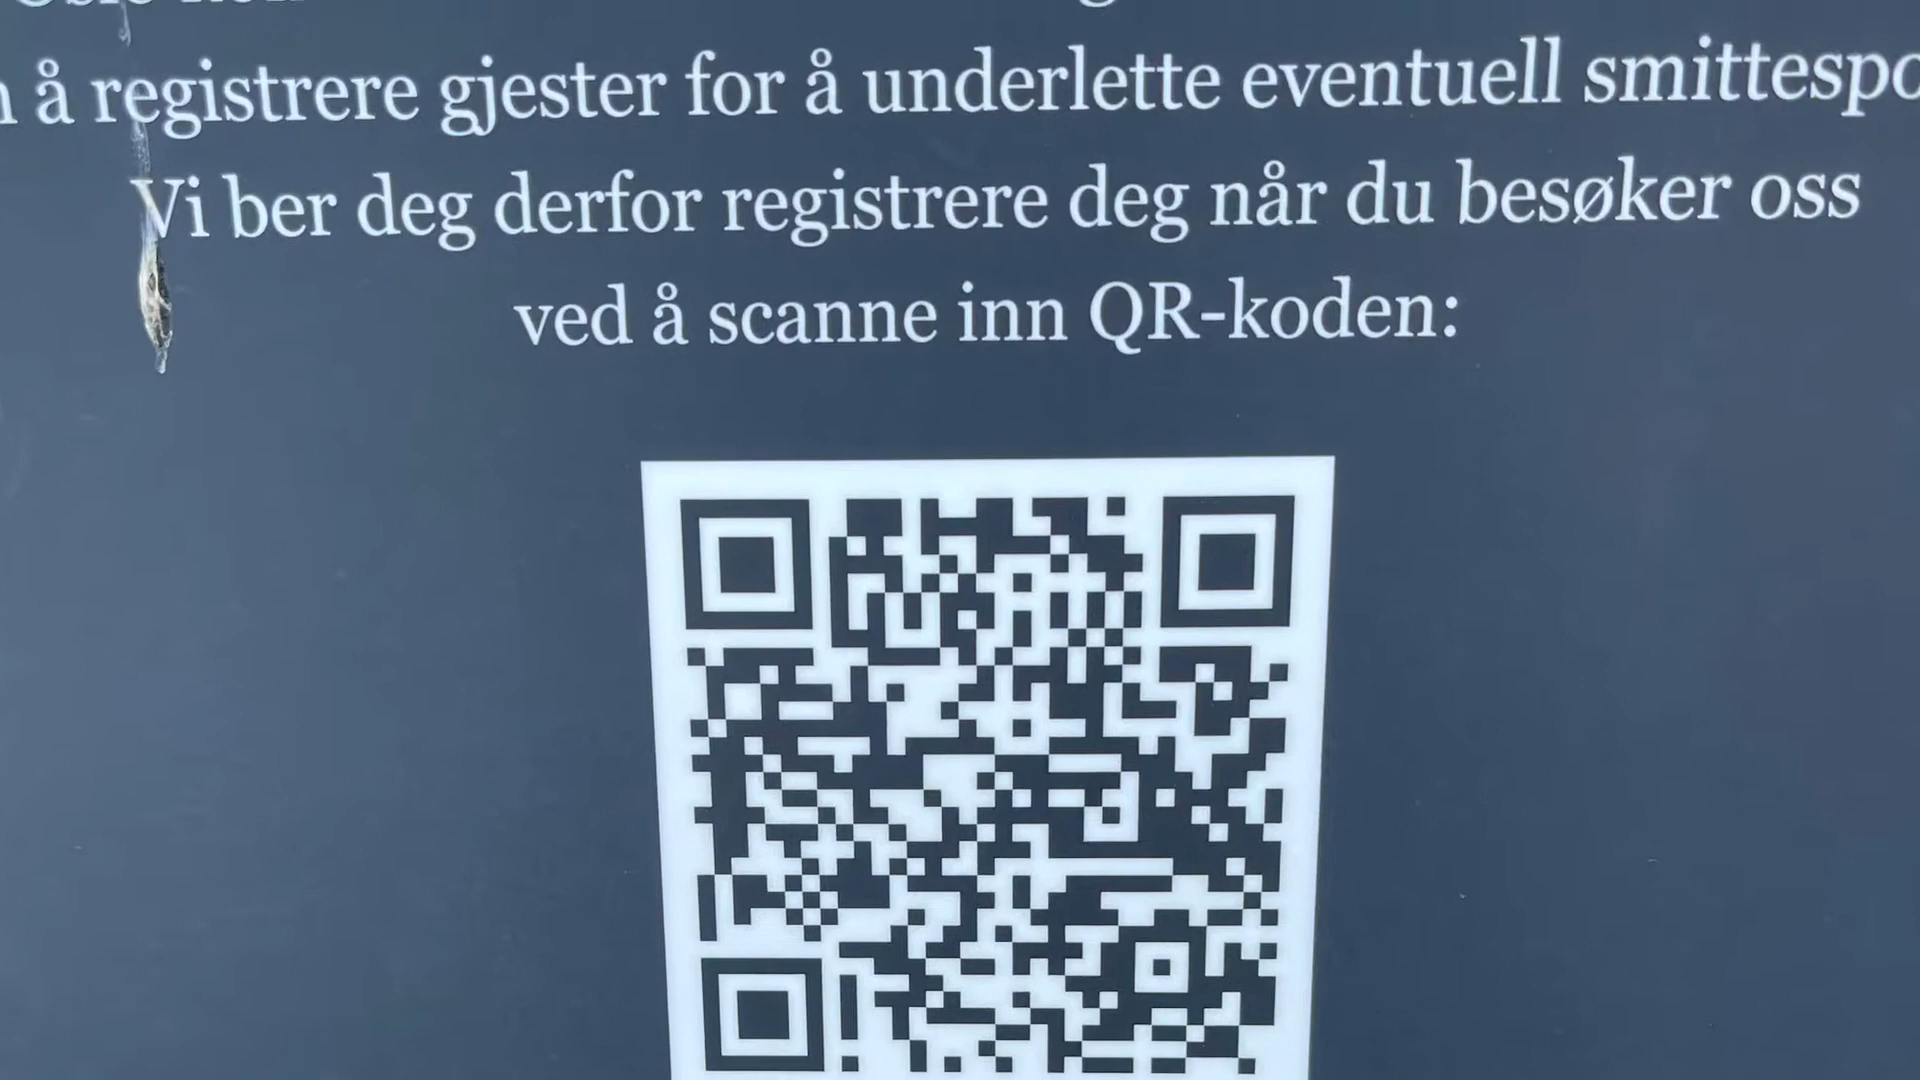 å registrere gjester for å underlette eventuell
Vi ber deg derfor registrere deg når du besøker oss
ved å scanne inn QR-koden: